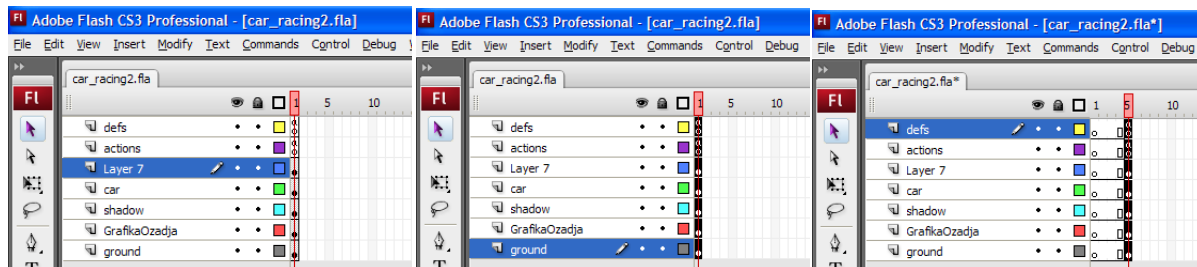 Fl Adobe Flash CS3 Professional - [car_racing2.fla]
File Edit View Insert Modify Text Commands Control Debug
car_racing2.fla
Fl
1 5 10
defs
actions
Layer 7
car
shadow
GrafikaOzadja
ground
Fl Adobe Flash CS3 Professional - [car_racing2.fla]
File Edit View Insert Modify Text Commands Control Debug
car_racing2.fla
Fl
1 5 10
defs
actions
Layer 7
car
shadow
GrafikaOzadja
ground
Fl Adobe Flash CS3 Professional - [car_racing2.fla*]
File Edit View Insert Modify Text Commands Control Debug
car_racing2.fla*
Fl
1 5 10
defs
actions
Layer 7
car
shadow
GrafikaOzadja
ground